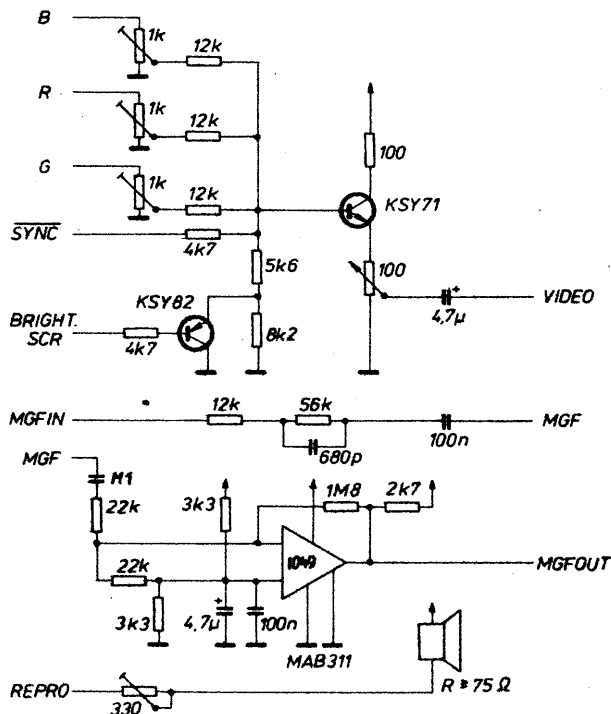 B
1k
12k
R
1k
12k
100
G
1k
12k
KSY71
SYNC
4k7
100
5k6
KSY82
+
4,7µ
VIDEO
BRIGHT.
SCR
4k7
8k2
MGFIN
12k
56k
680p
100n
MGF
MGF
M1
22k
3k3
1M8
2k7
22k
1049
MGFOUT
3k3
+
4,7µ
100n
MAB311
REPRO
330
R ≥ 75 Ω